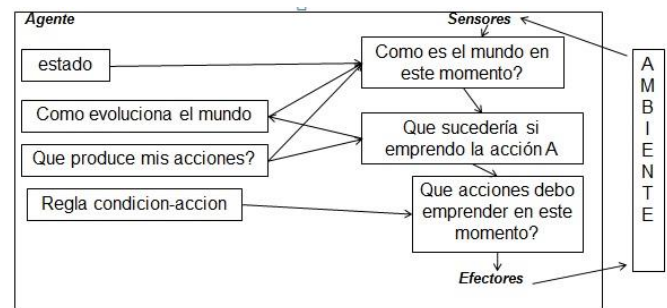 Agente
Sensores
estado
Como es el mundo en
este momento?
Como evoluciona el mundo
Que sucedería si
emprendo la acción A
Que produce mis acciones?
Regla condicion-accion
Que acciones debo
emprender en este
momento?
Efectores
AMBIENTE